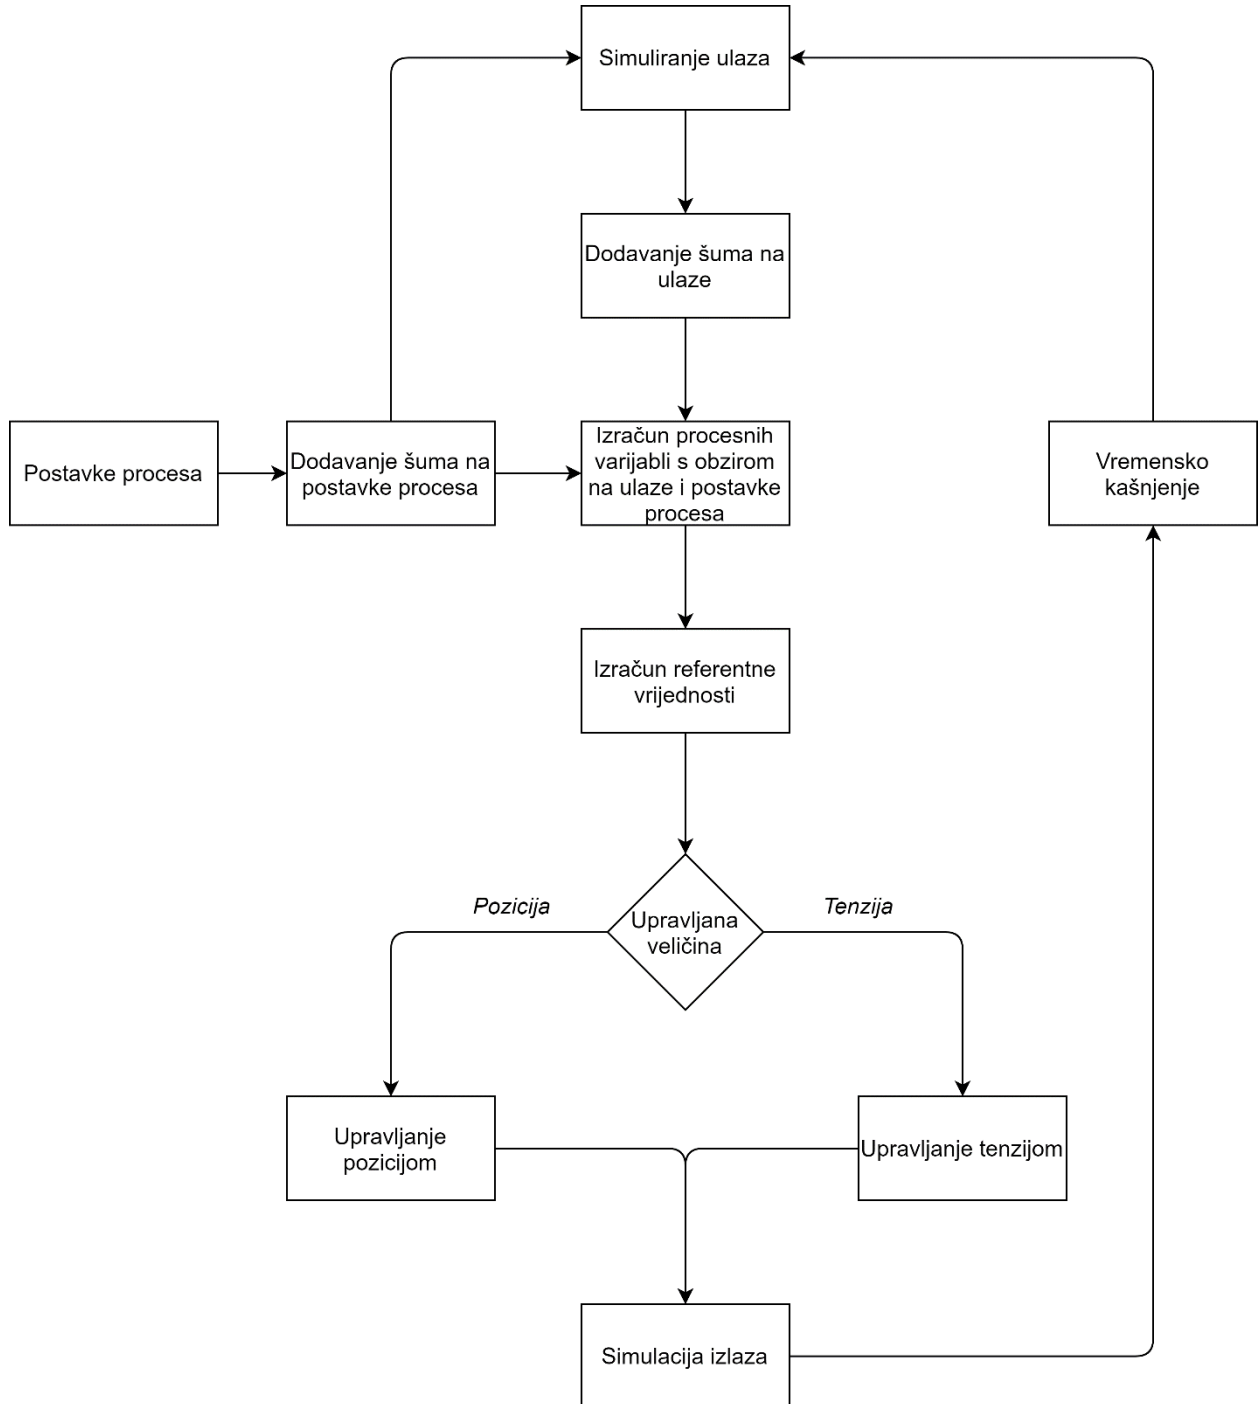 Simuliranje ulaza
Dodavanje šuma na
ulaze
Postavke procesa
Dodavanje šuma na
postavke procesa
Izračun procesnih
varijabli s obzirom
na ulaze i postavke
procesa
Vremensko
kašnjenje
Izračun referentne
vrijednosti
Pozicija
Upravljana
veličina
Tenzija
Upravljanje
pozicijom
Upravljanje tenzijom
Simulacija izlaza